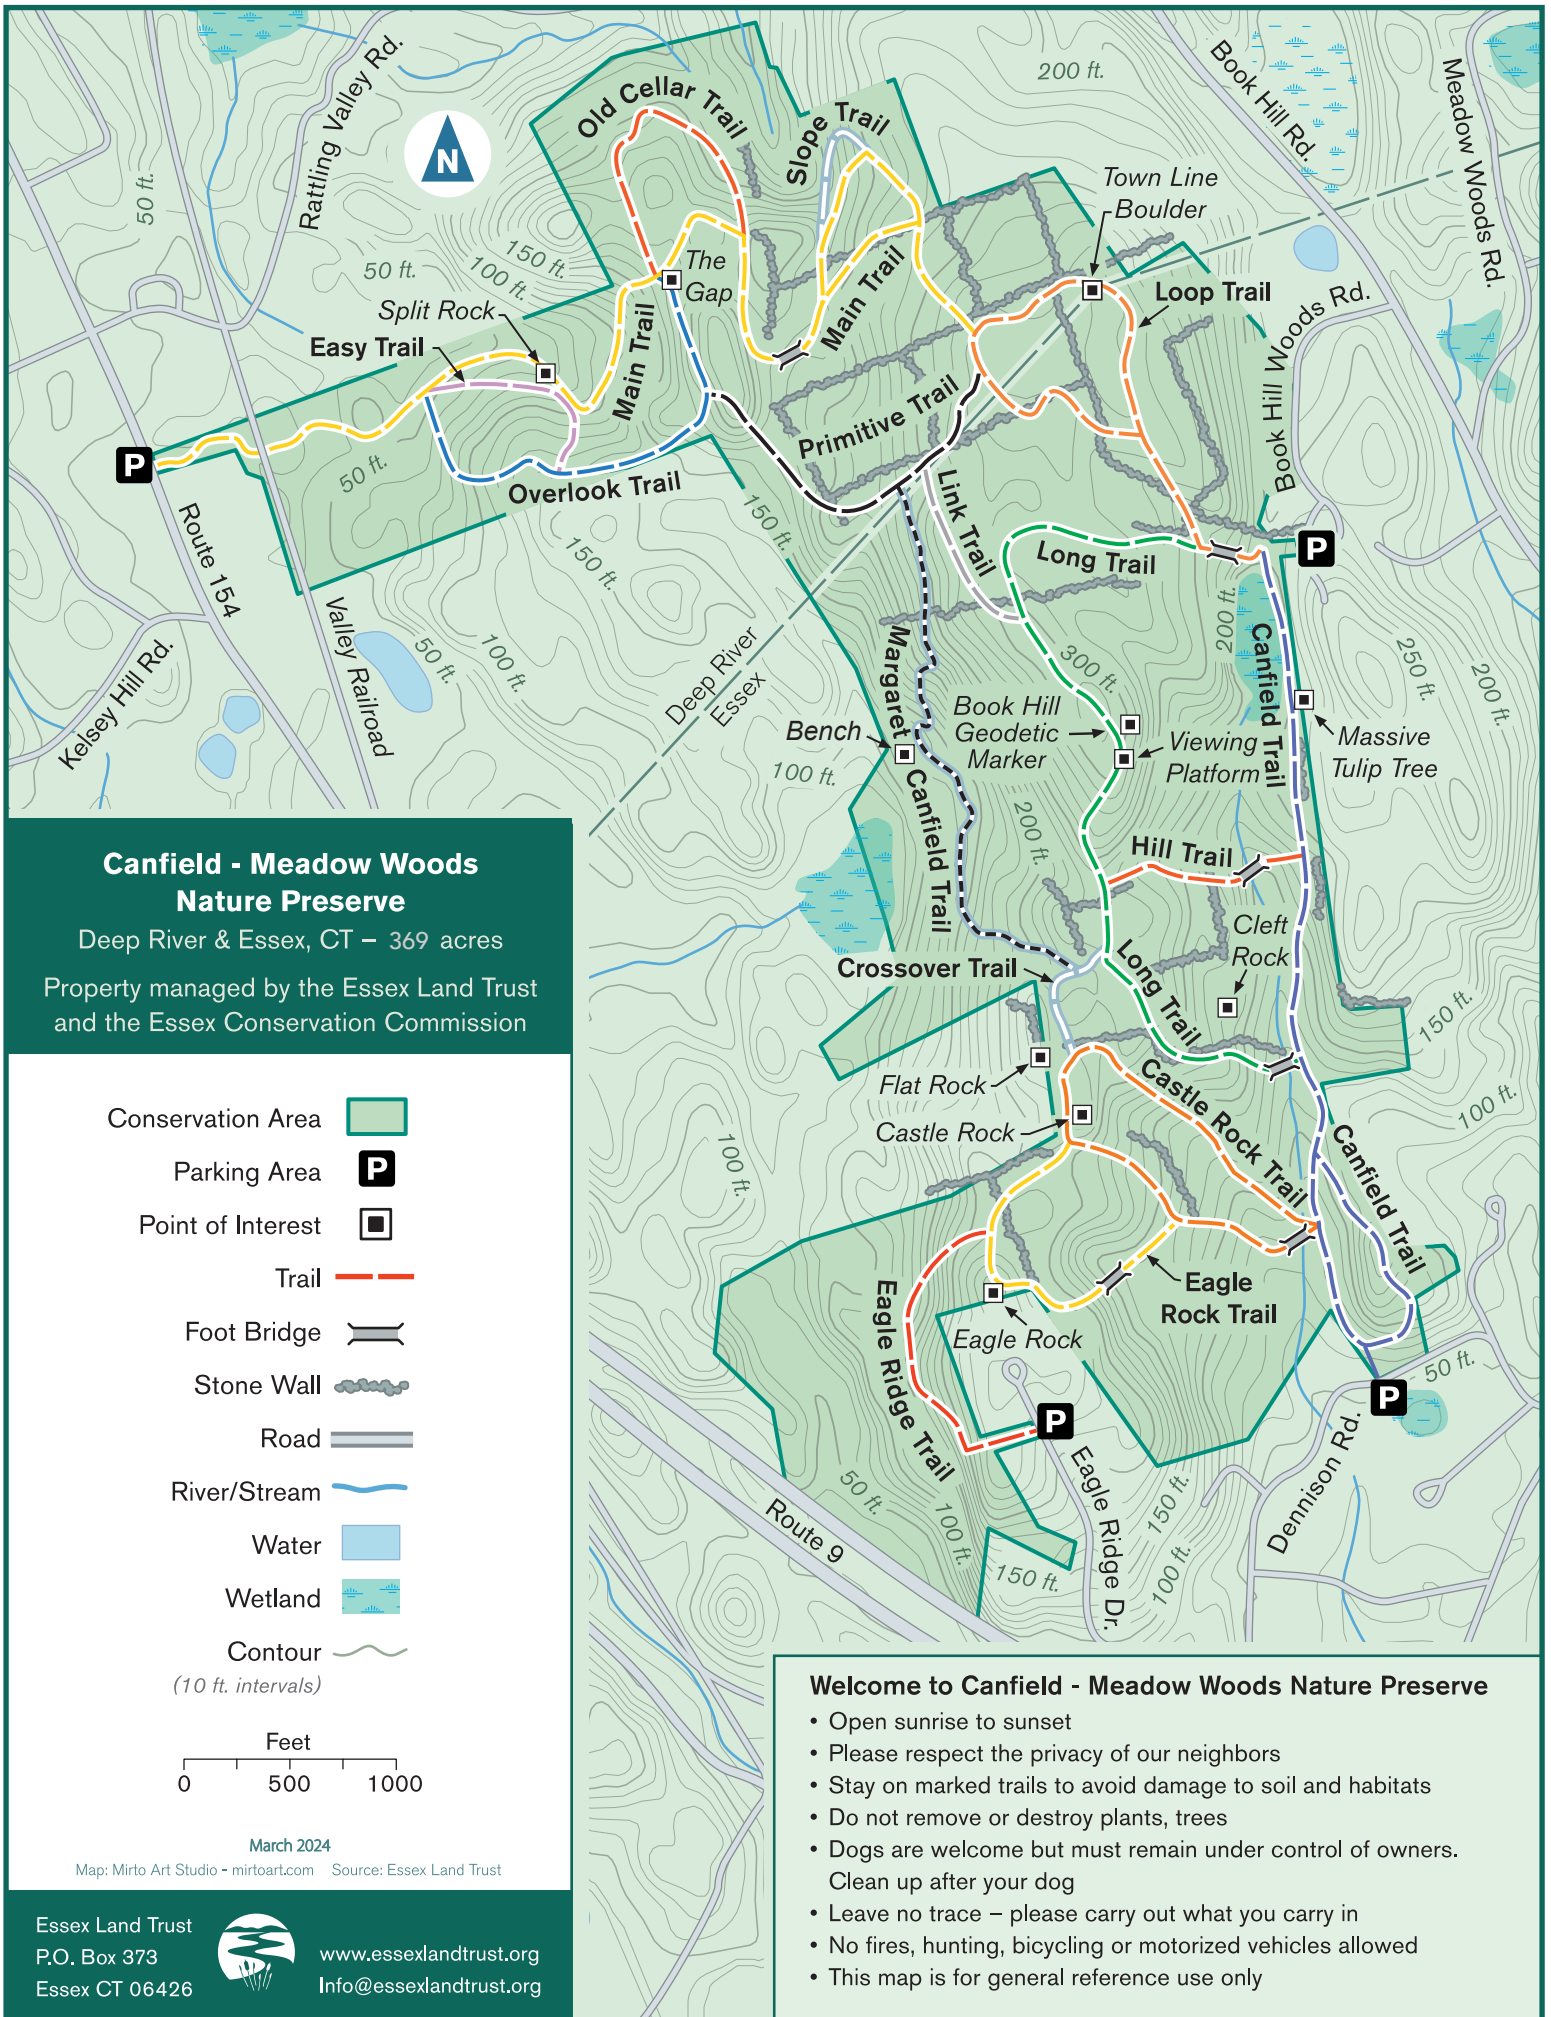 Rattling Valley Rd.
50 ft.
N
Old Cellar Trail
Slope Trail
200 ft.
Book Hill Rd.
Meadow Woods Rd.
Town Line
Boulder
150 ft.
100 ft.
50 ft.
Split Rock
Easy Trail
The
Gap
Main Trail
Main Trail
Loop Trail
Book Hill Woods Rd.
Primitive Trail
P
50 ft.
Overlook Trail
Route 154
150 ft.
150 ft.
Link Trail
Long Trail
P
Kelsey Hill Rd.
Valley Railroad
50 ft.
100 ft.
Deep River
Essex
Margaret Canfield Trail
200 ft.
Canfield Trail
250 ft.
200 ft.
300 ft.
Bench
100 ft.
Book Hill
Geodetic
Marker
Viewing
Platform
Massive
Tulip Tree
200 ft.
Hill Trail
Cleft
Rock
Crossover Trail
Long Trail
150 ft.
Flat Rock
Castle Rock
Castle Rock Trail
100 ft.
100 ft.
Canfield Trail
Eagle
Rock Trail
Eagle Rock
Eagle Ridge Trail
50 ft.
P
P
Eagle Ridge Dr.
Dennison Rd.
50 ft.
100 ft.
150 ft.
150 ft.
100 ft.
Route 9
Canfield - Meadow Woods
Nature Preserve
Deep River & Essex, CT – 369 acres
Property managed by the Essex Land Trust
and the Essex Conservation Commission
Conservation Area
Parking Area P
Point of Interest
Trail
Foot Bridge
Stone Wall
Road
River/Stream
Water
Wetland
Contour
(10 ft. intervals)
Feet
0 500 1000
March 2024
Map: Mirto Art Studio - mirtoart.com Source: Essex Land Trust
Essex Land Trust
P.O. Box 373
Essex CT 06426
www.essexlandtrust.org
Info@essexlandtrust.org
Welcome to Canfield - Meadow Woods Nature Preserve
• Open sunrise to sunset
• Please respect the privacy of our neighbors
• Stay on marked trails to avoid damage to soil and habitats
• Do not remove or destroy plants, trees
• Dogs are welcome but must remain under control of owners.
Clean up after your dog
• Leave no trace – please carry out what you carry in
• No fires, hunting, bicycling or motorized vehicles allowed
• This map is for general reference use only